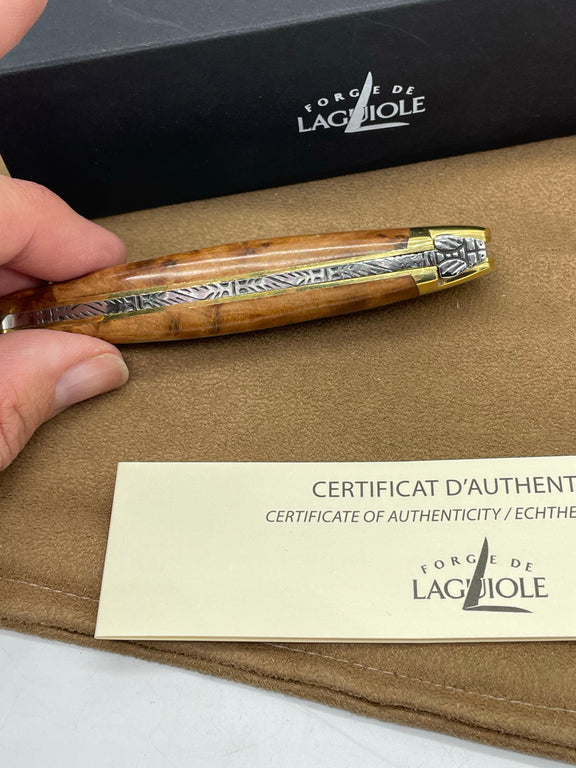 FORGE DE
LAGUIOLE
CERTIFICAT D'AUTHENT
CERTIFICATE OF AUTHENTICITY / ECHTHE
FORGE DE
LAGUIOLE